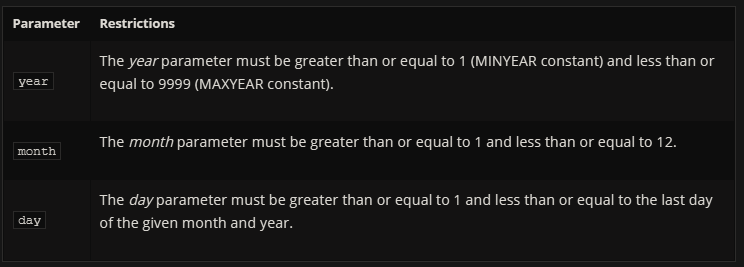 Parameter Restrictions
The year parameter must be greater than or equal to 1 (MINYEAR constant) and less than or
year
equal to 9999 (MAXYEAR constant).
The month parameter must be greater than or equal to 1 and less than or equal to 12.
month
The day parameter must be greater than or equal to 1 and less than or equal to the last day
day
of the given month and year.